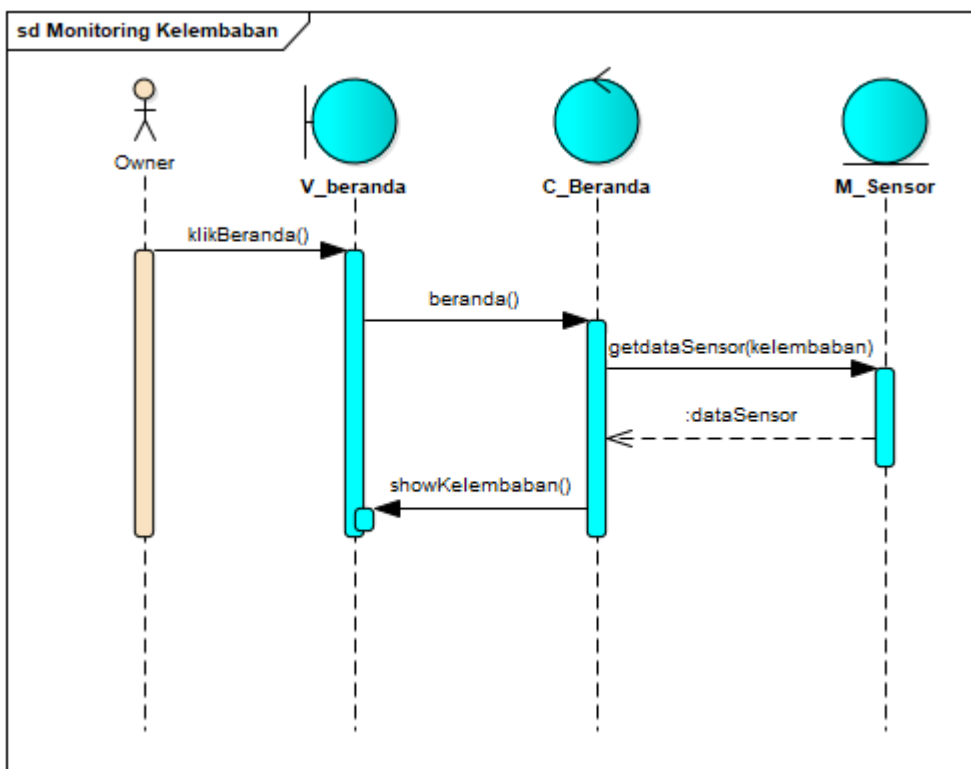 sd Monitoring Kelembaban
Owner
V_beranda
C_Beranda
M_Sensor
klikBeranda()
beranda()
getdataSensor(kelembaban)
:dataSensor
showKelembaban()